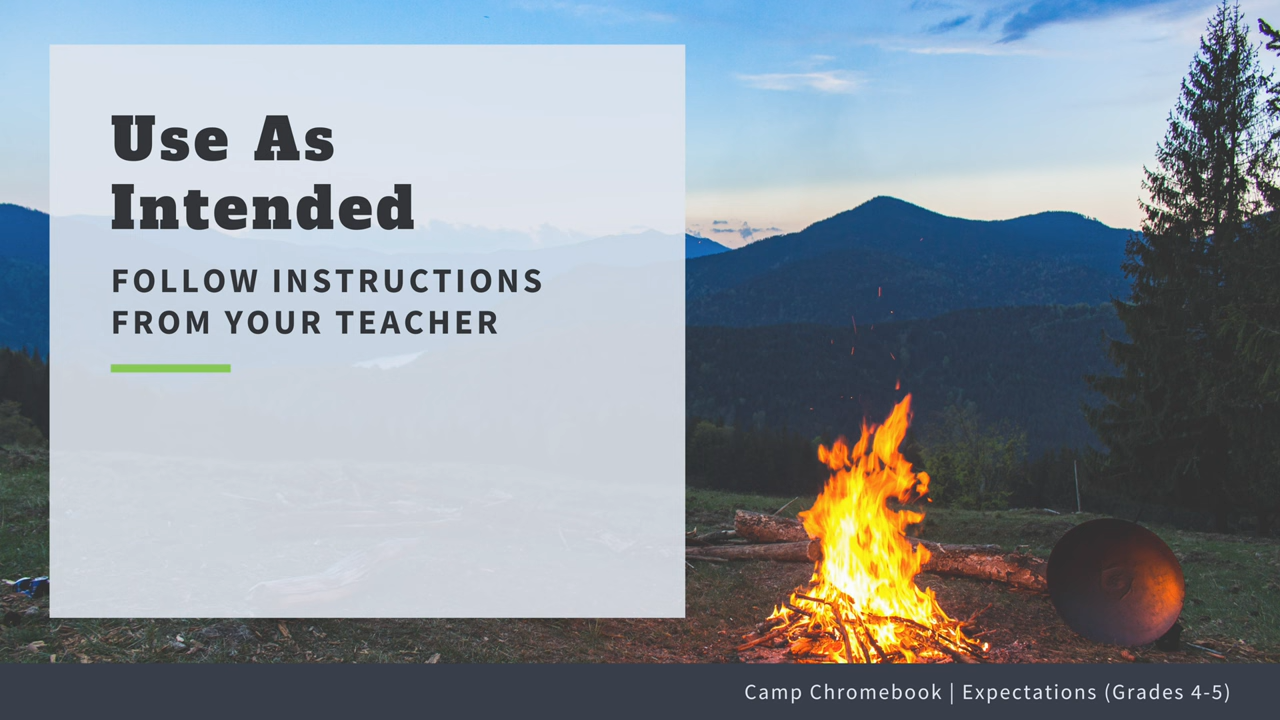 Use As
Intended
FOLLOW INSTRUCTIONS
FROM YOUR TEACHER
Camp Chromebook | Expectations (Grades 4-5)